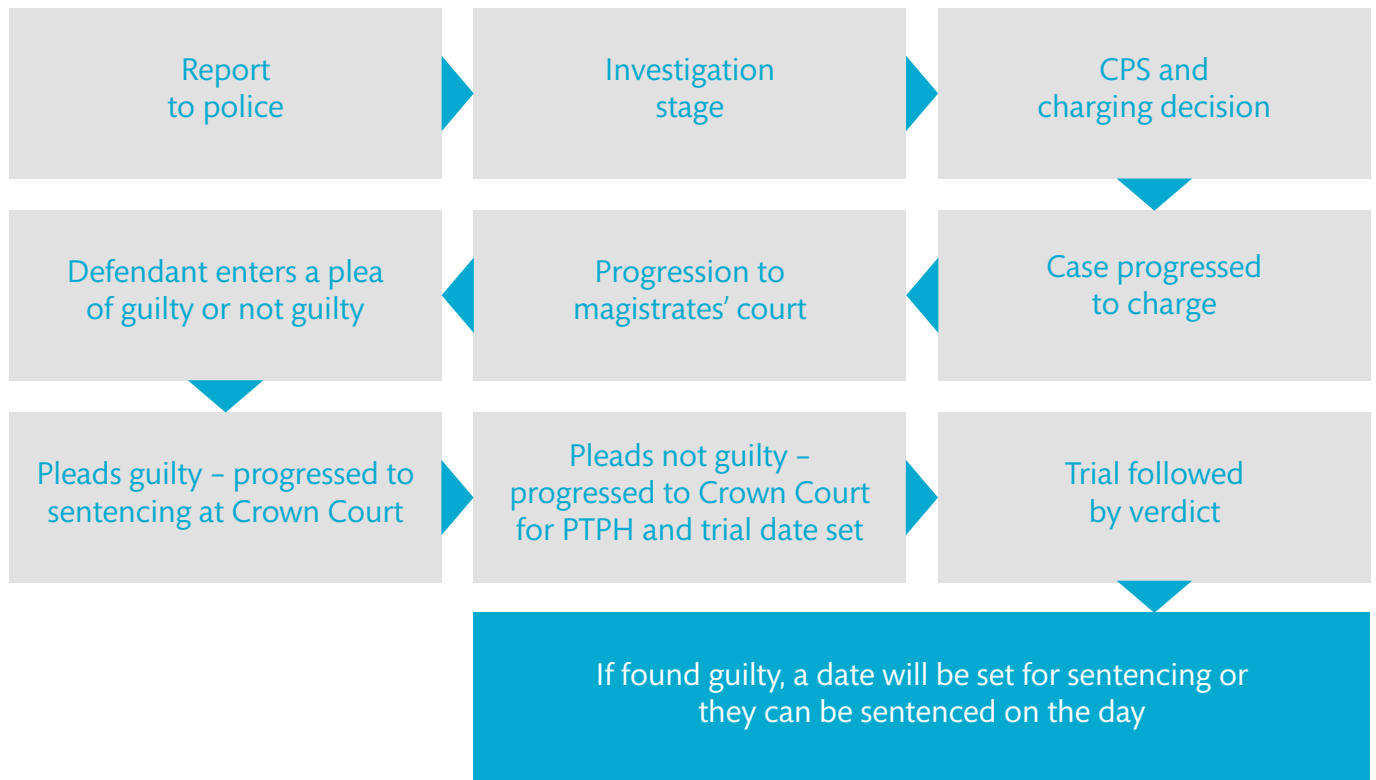 Report
to police
Investigation
stage
CPS and
charging decision
Case progressed
to charge
Progression to
magistrates’ court
Defendant enters a plea
of guilty or not guilty
Pleads guilty – progressed to
sentencing at Crown Court
Pleads not guilty –
progressed to Crown Court
for PTPH and trial date set
Trial followed
by verdict
If found guilty, a date will be set for sentencing or
they can be sentenced on the day